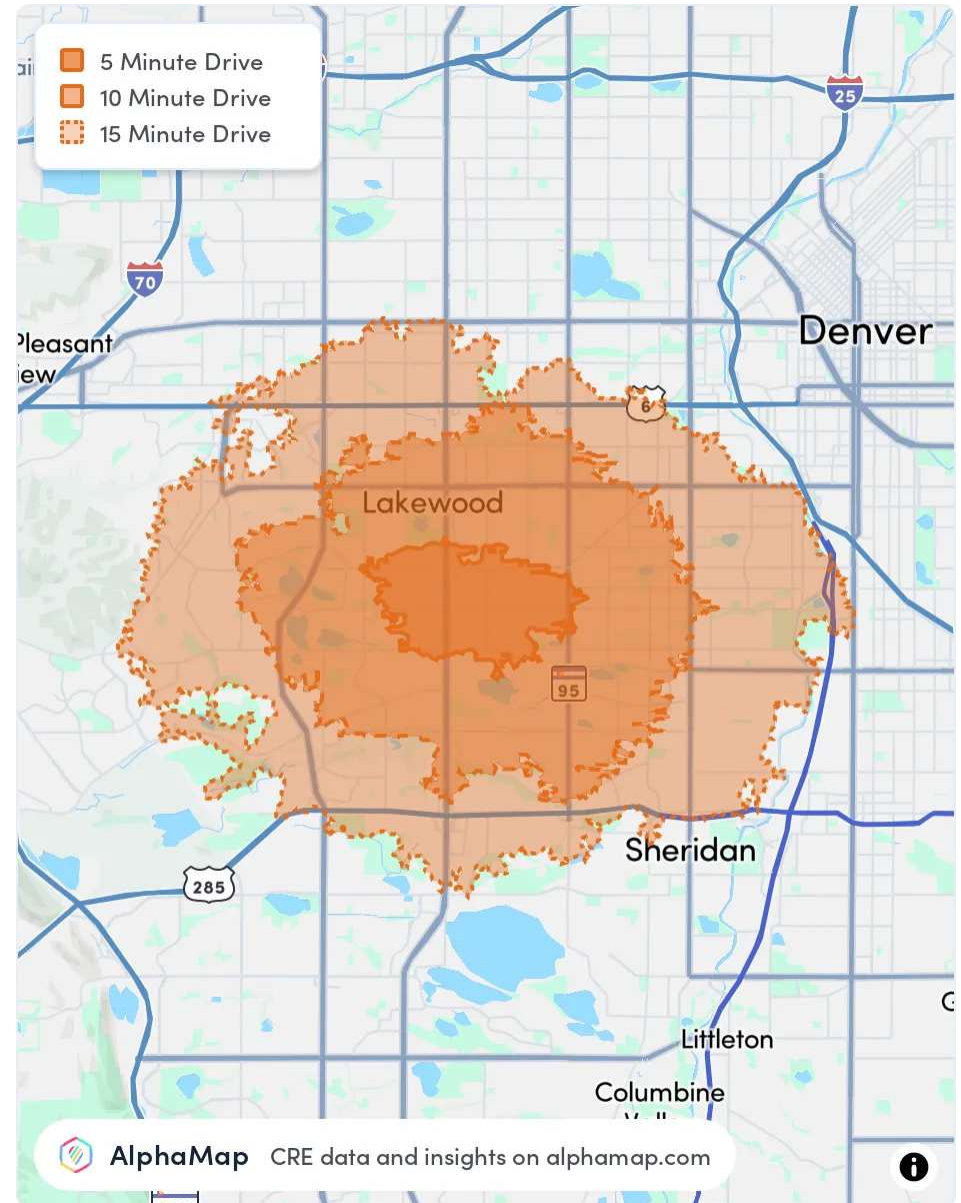 5 Minute Drive
10 Minute Drive
15 Minute Drive
25
70
Pleasant
iew
Denver
6
Lakewood
95
Sheridan
285
Littleton
Columbine
AlphaMap CRE data and insights on alphamap.com